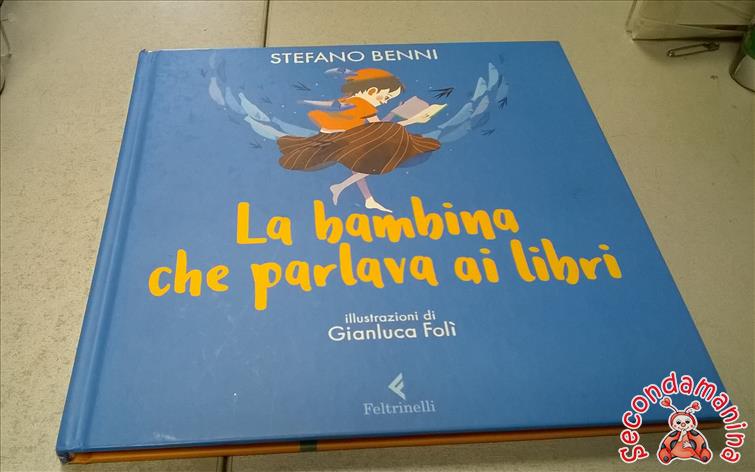 STEFANO BENNI
La bambina
che parlava ai libri
illustrazioni di
Gianluca Folì
Feltrinelli
Secondamanina